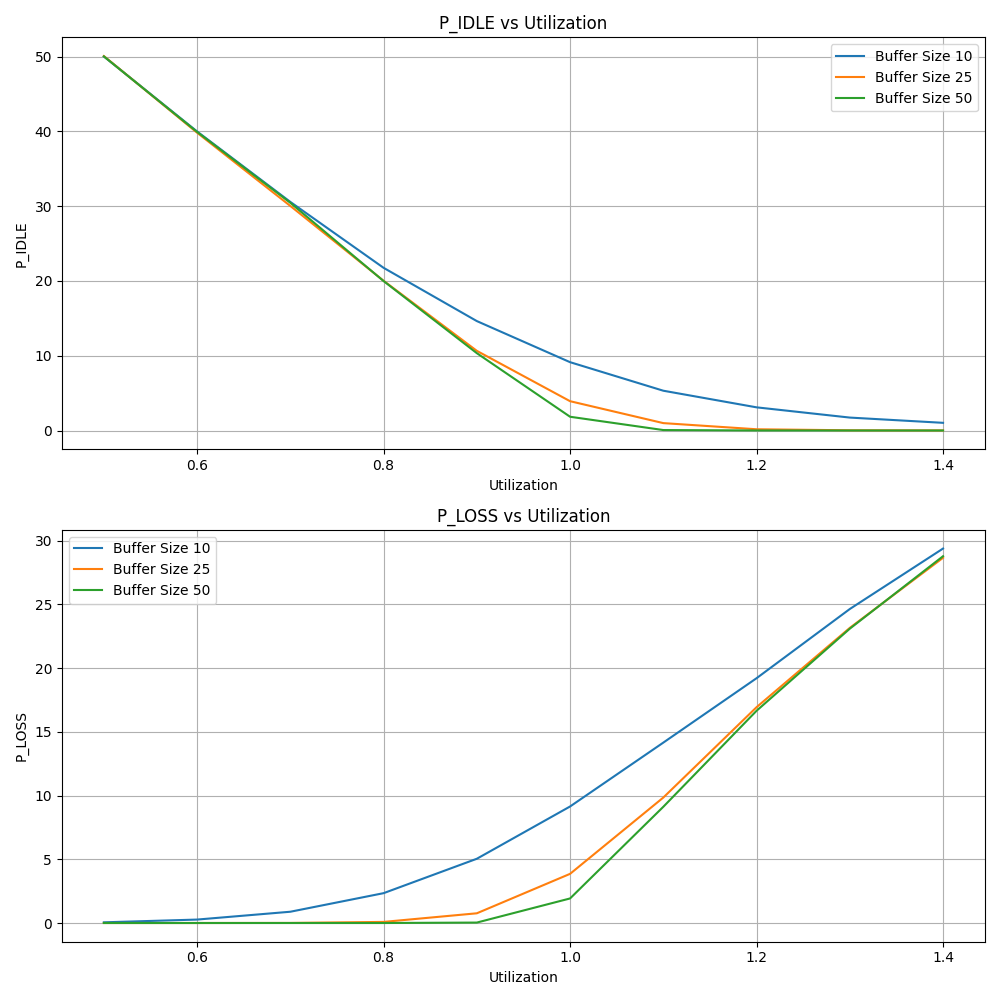 P_IDLE vs Utilization
50
40
30
20
10
0
P_IDLE
Buffer Size 10
Buffer Size 25
Buffer Size 50
0.6
0.8
1.0
1.2
1.4
Utilization
P_LOSS vs Utilization
30
25
20
15
10
5
0
P_LOSS
Buffer Size 10
Buffer Size 25
Buffer Size 50
0.6
0.8
1.0
1.2
1.4
Utilization